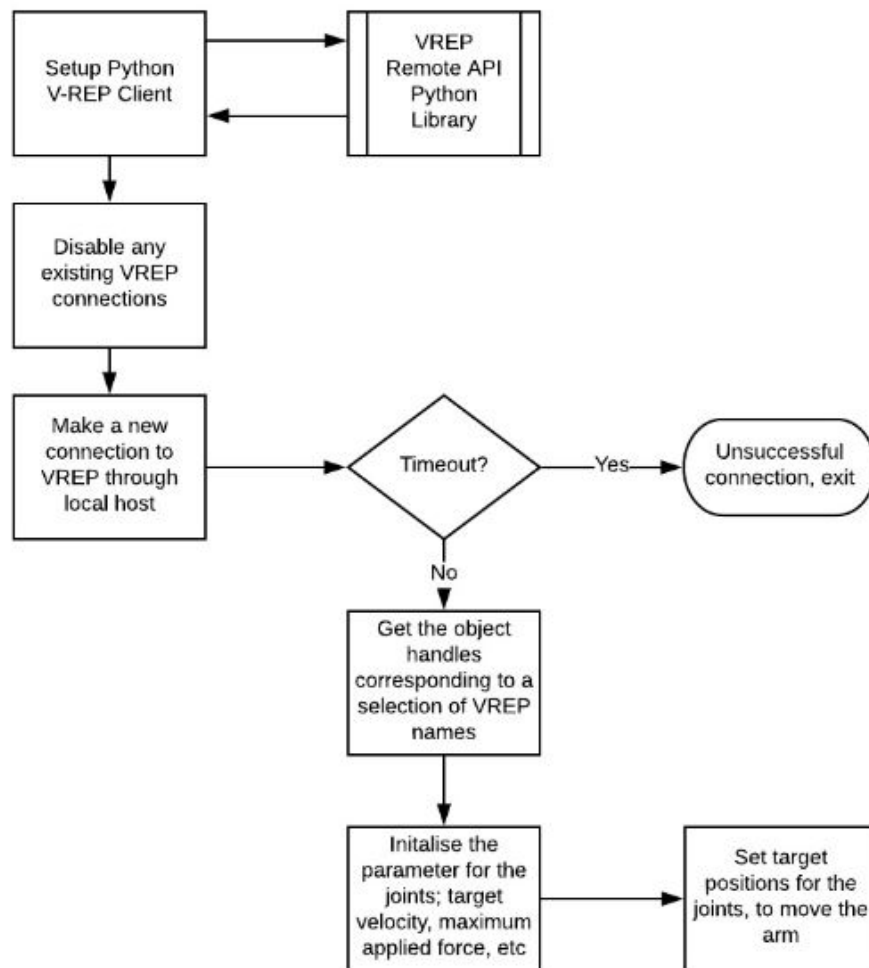 Setup Python
V-REP Client
VREP
Remote API
Python
Library
Disable any
existing VREP
connections
Make a new
connection to
VREP through
local host
Timeout?
Yes
Unsuccessful
connection, exit
No
Get the object
handles
corresponding to a
selection of VREP
names
Initalise the
parameter for the
joints; target
velocity, maximum
applied force, etc
Set target
positions for the
joints, to move the
arm